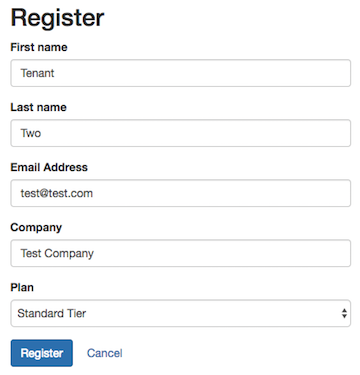 Register
First name
Tenant
Last name
Two
Email Address
test@test.com
Company
Test Company
Plan
Standard Tier
Register Cancel